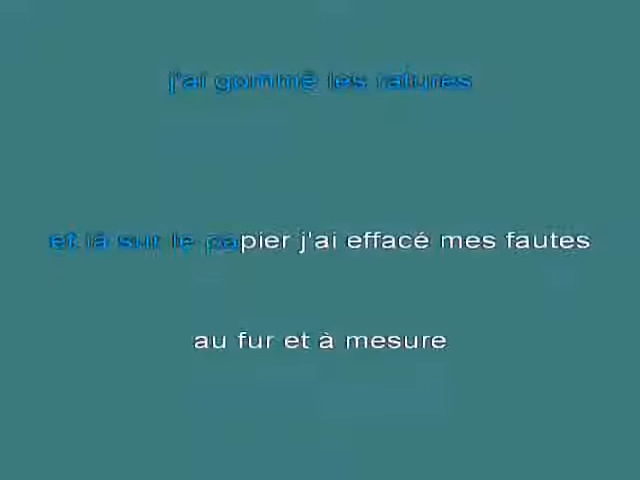 j'ai gommé les ratures
et là sur le papier j'ai effacé mes fautes
au fur et à mesure